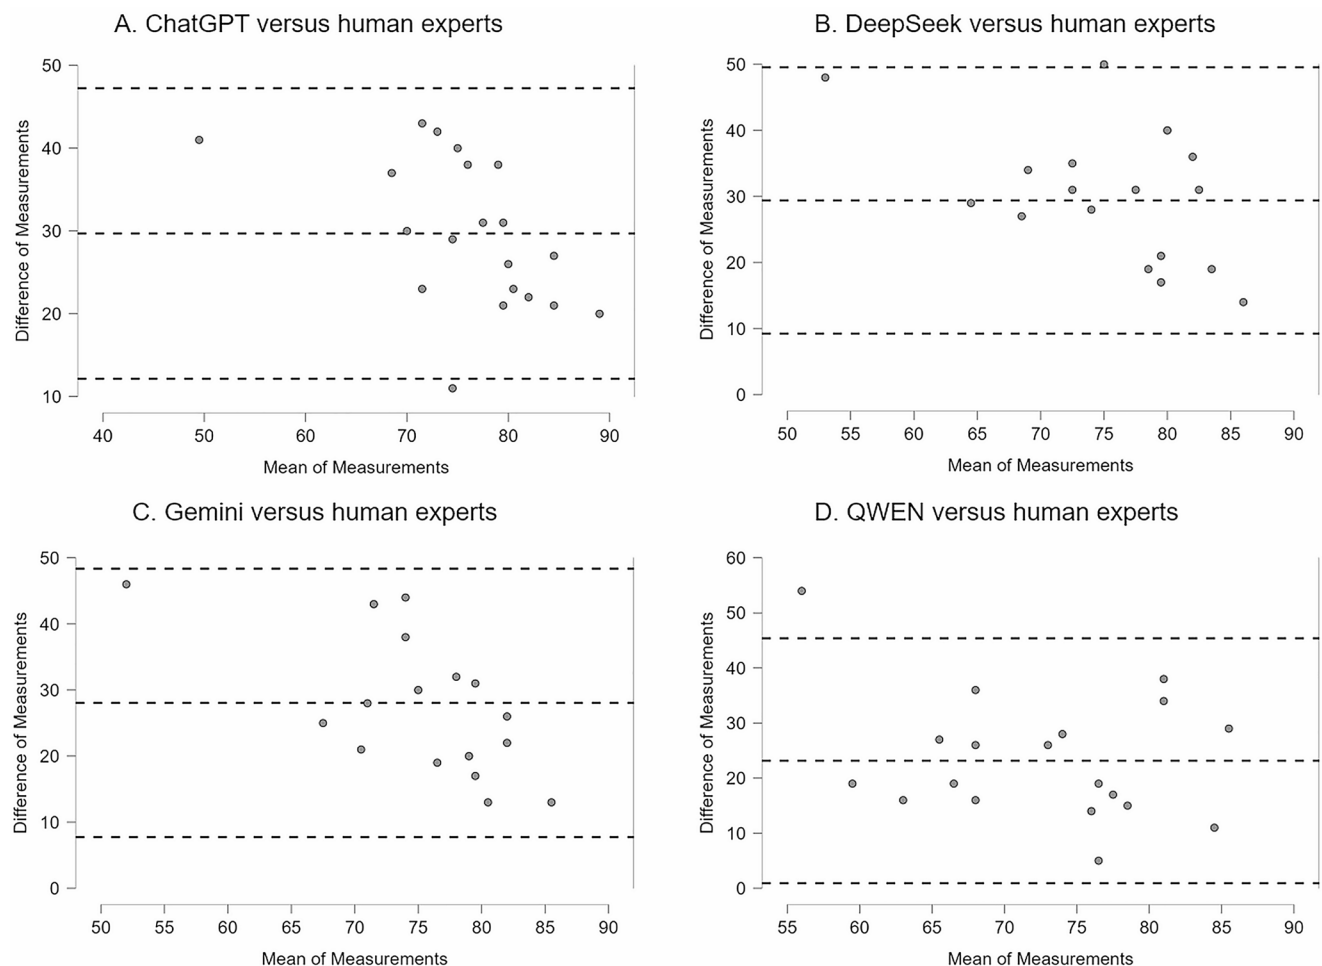 A. ChatGPT versus human experts
50
40
30
20
10
Difference of Measurements
40 50 60 70 80 90
Mean of Measurements
B. DeepSeek versus human experts
50
40
30
20
10
0
Difference of Measurements
50 55 60 65 70 75 80 85 90
Mean of Measurements
C. Gemini versus human experts
50
40
30
20
10
0
Difference of Measurements
50 55 60 65 70 75 80 85 90
Mean of Measurements
D. QWEN versus human experts
60
50
40
30
20
10
0
Difference of Measurements
55 60 65 70 75 80 85 90
Mean of Measurements